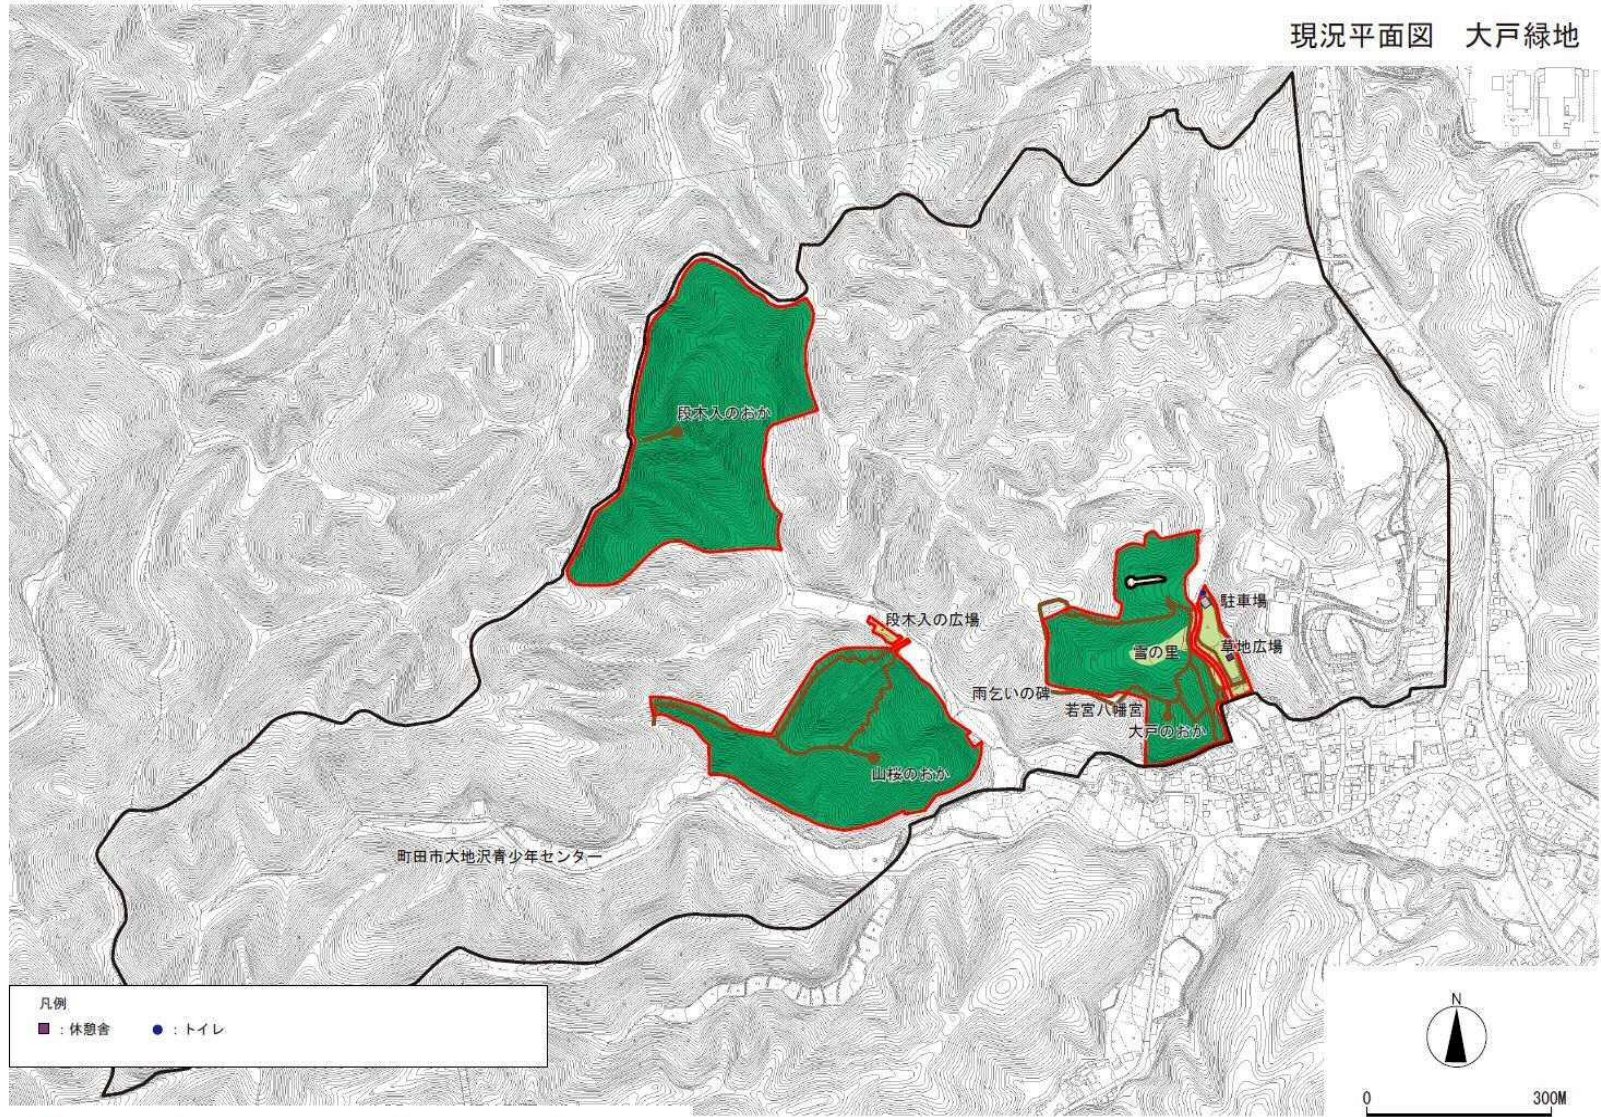 現況平面図　大戸緑地
段木入のおか
段木入の広場
駐車場
草地広場
雪の里
雨乞いの碑
若宮八幡宮
大戸のおか
山桜のおか
町田市大地沢青少年センター
凡例
：休憩舎
：トイレ
N
0
300M